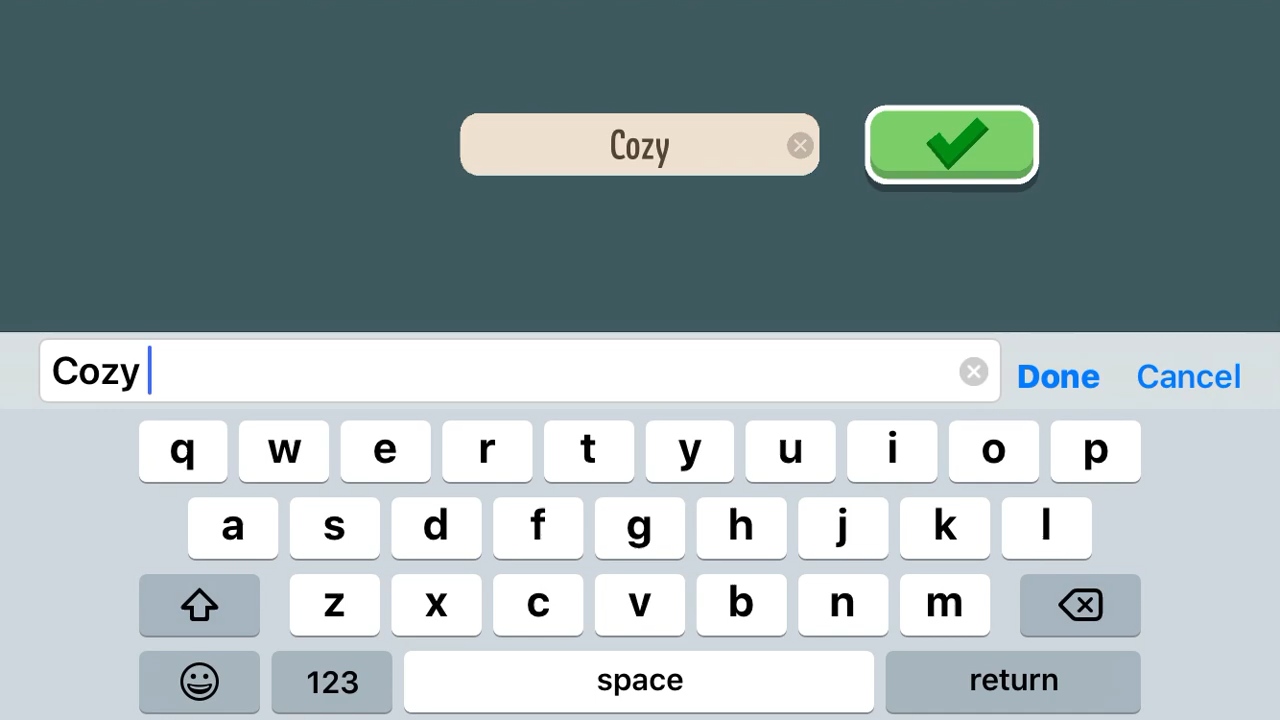 Cozy
Cozy Done Cancel
q w e r t y u i o p
a s d f g h j k l
z x c v b n m
123 space return